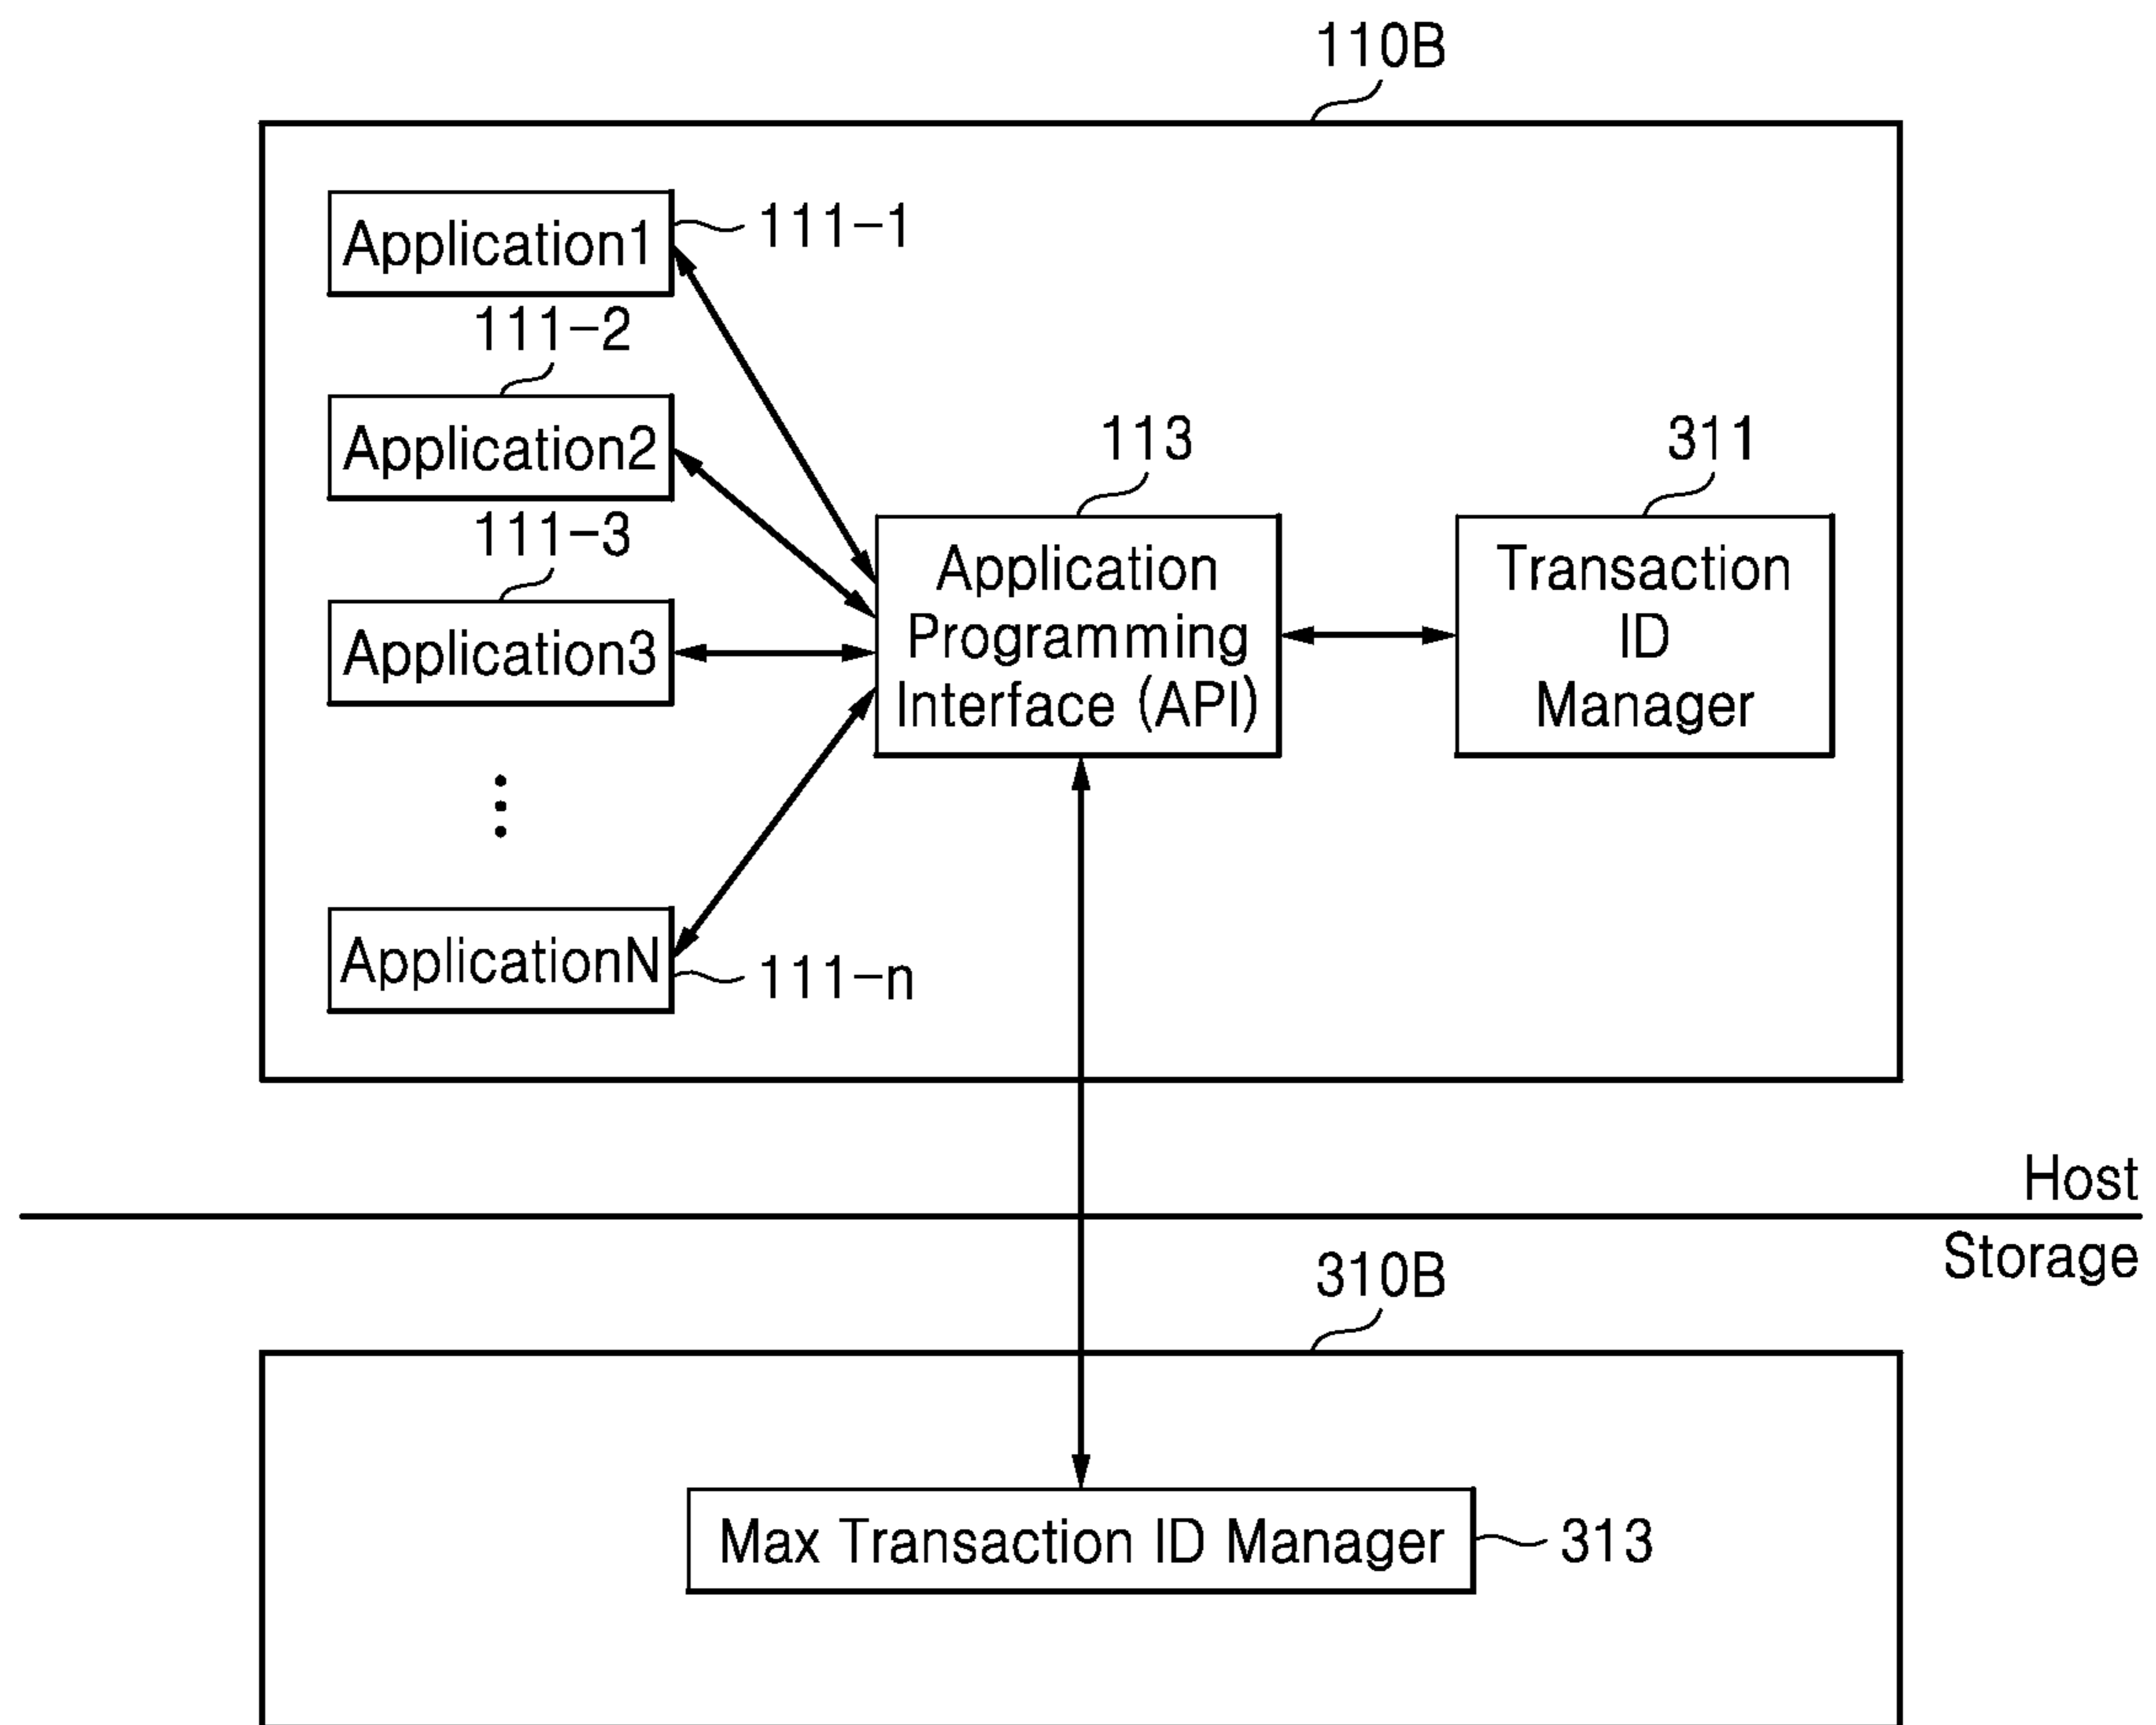 110B
Application1
111-1
111-2
Application2
111-3
Application3
ApplicationN
111-n
113
Application
Programming
Interface (API)
311
Transaction
ID
Manager
Host
Storage
310B
Max Transaction ID Manager
313